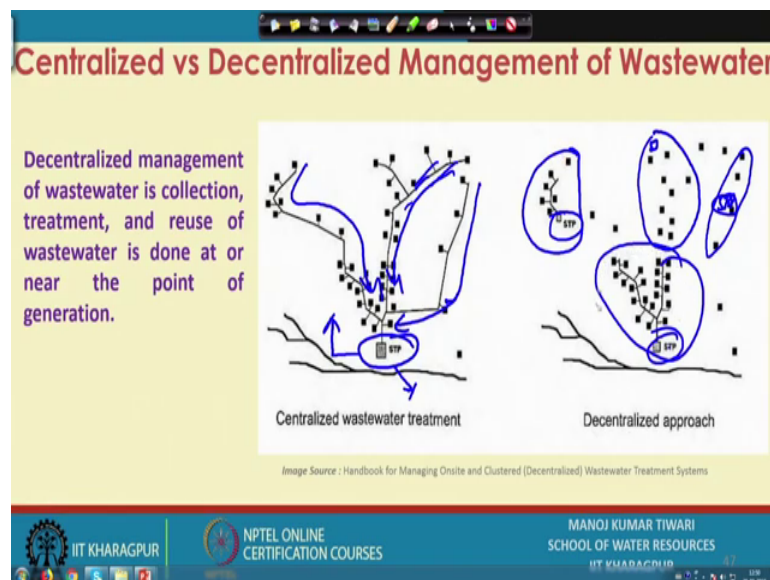 Centralized vs Decentralized Management of Wastewater
Decentralized management
of wastewater is collection,
treatment, and reuse of
wastewater is done at or
near the point of
generation.
STP
Centralized wastewater treatment
STP
STP
Decentralized approach
Image Source : Handbook for Managing Onsite and Clustered (Decentralized) Wastewater Treatment Systems
IIT KHARAGPUR
NPTEL ONLINE
CERTIFICATION COURSES
MANOJ KUMAR TIWARI
SCHOOL OF WATER RESOURCES
IIT KHARAGPUR
47